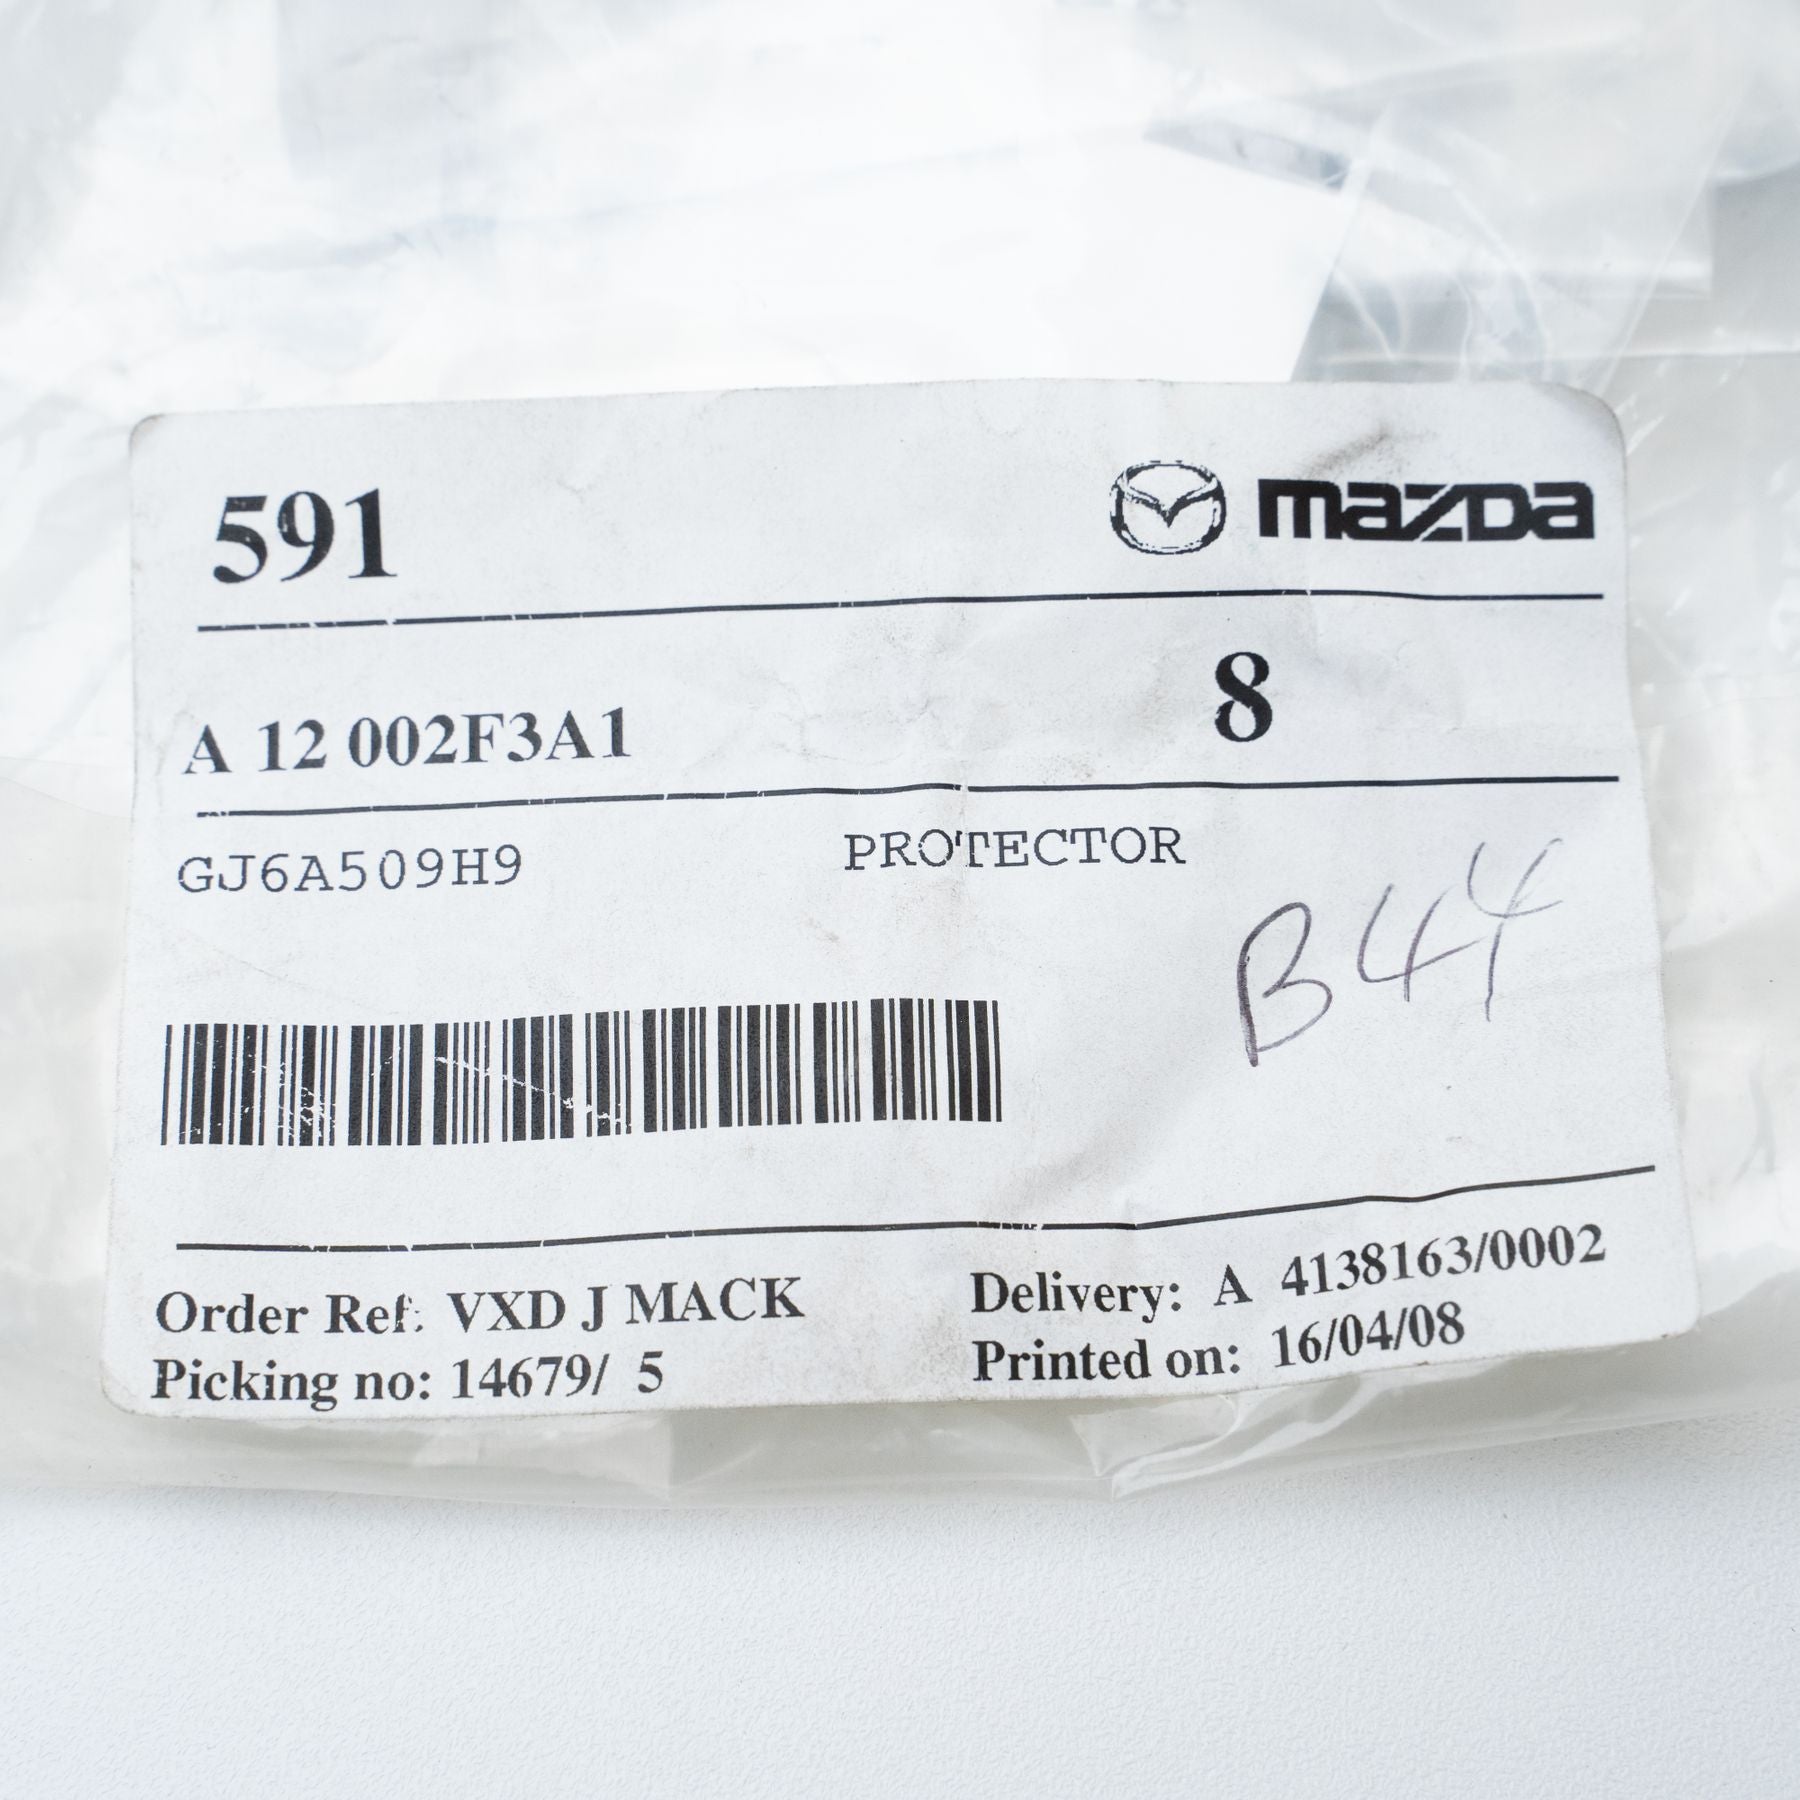 591 mazda
A 12 002F3A1 8
GJ6A509H9 PROTECTOR
B44
Order Ref: VXD J MACK Delivery: A 4138163/0002
Picking no: 14679/ 5 Printed on: 16/04/08